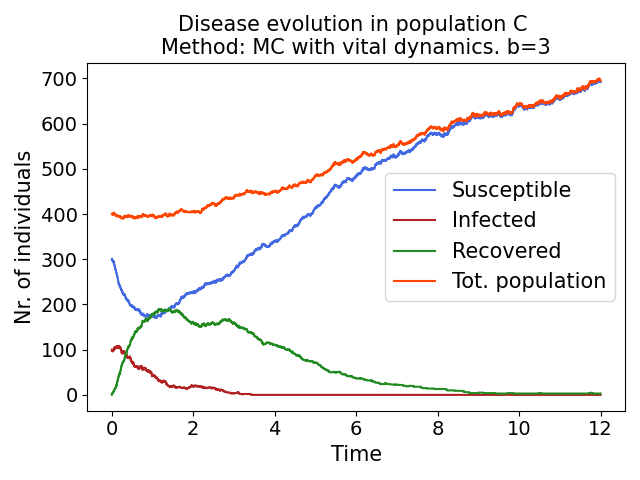 Disease evolution in population C
Method: MC with vital dynamics. b=3
Nr. of individuals
700
600
500
400
300
200
100
0
Susceptible
Infected
Recovered
Tot. population
0 2 4 6 8 10 12
Time